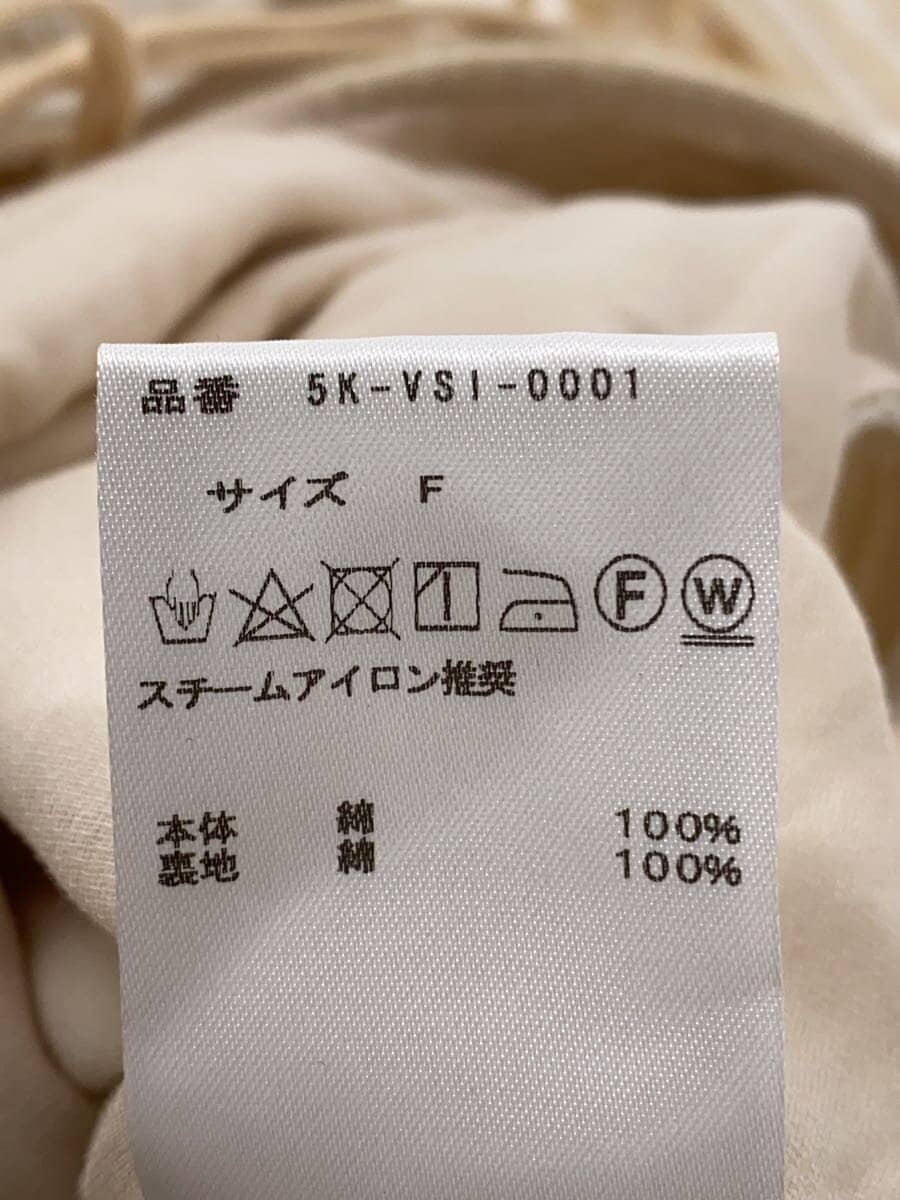 品番 5K-VSI-0001
サイズ F
F W
スチームアイロン推奨
本体 綿 100%
裏地 綿 100%